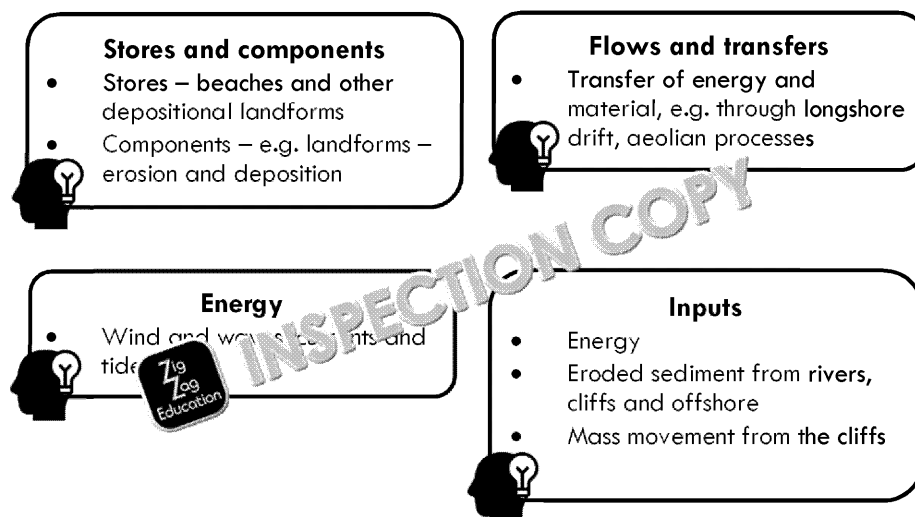 Stores and components
• Stores – beaches and other
depositional landforms
• Components – e.g. landforms –
erosion and deposition
Flows and transfers
• Transfer of energy and
material, e.g. through longshore
drift, aeolian processes
Energy
• Wind and and
Inputs
• Energy
• Eroded sediment from rivers,
cliffs and offshore
• Mass movement from the cliffs
INSPECTION COPY
Zig
Zag
Education